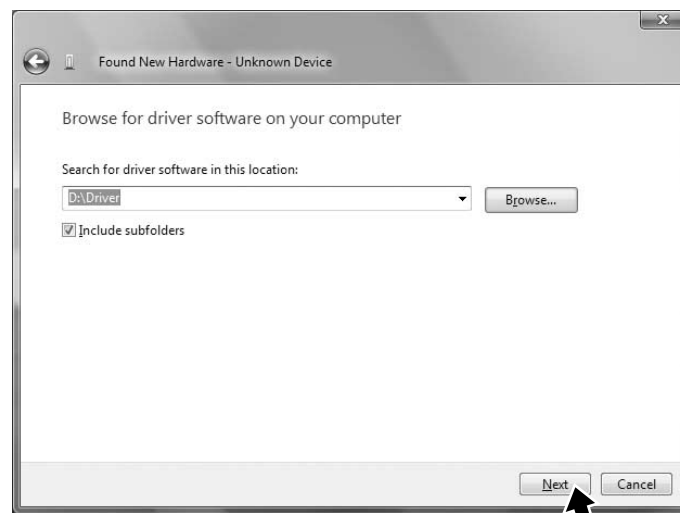 Found New Hardware - Unknown Device
Browse for driver software on your computer
Search for driver software in this location:
D:\Driver
Browse...
Include subfolders
Next
Cancel